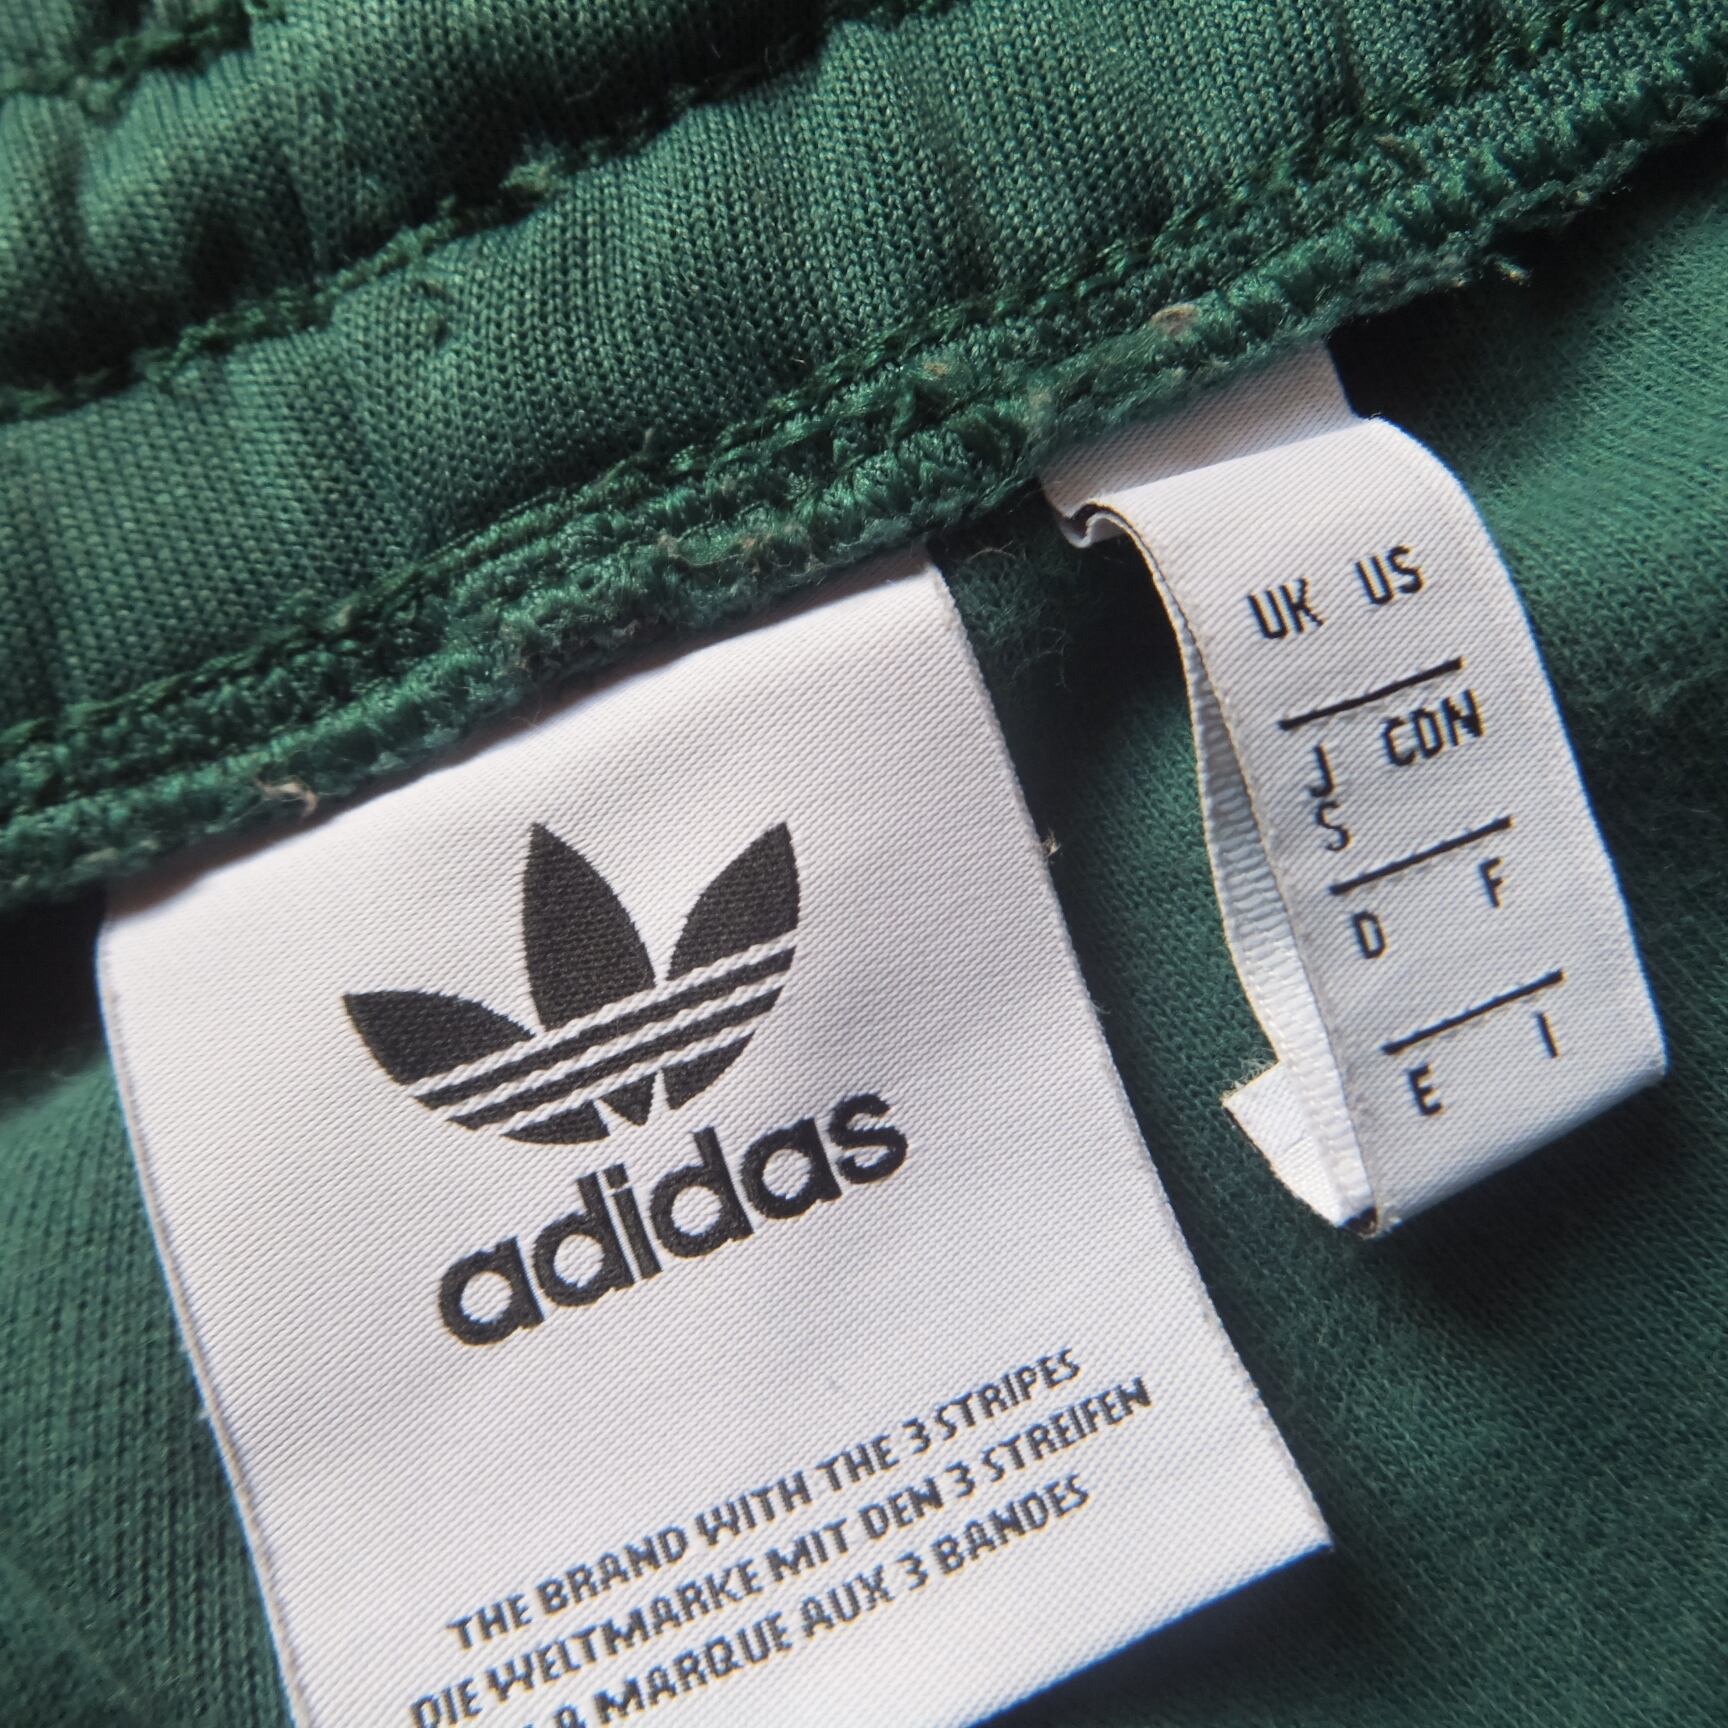 adidas
THE BRAND WITH THE 3 STRIPES
DIE WELTMARKE MIT DEN 3 STREIFEN
LA MARQUE AUX 3 BANDES
UK US
J CDN
S
D F
E I